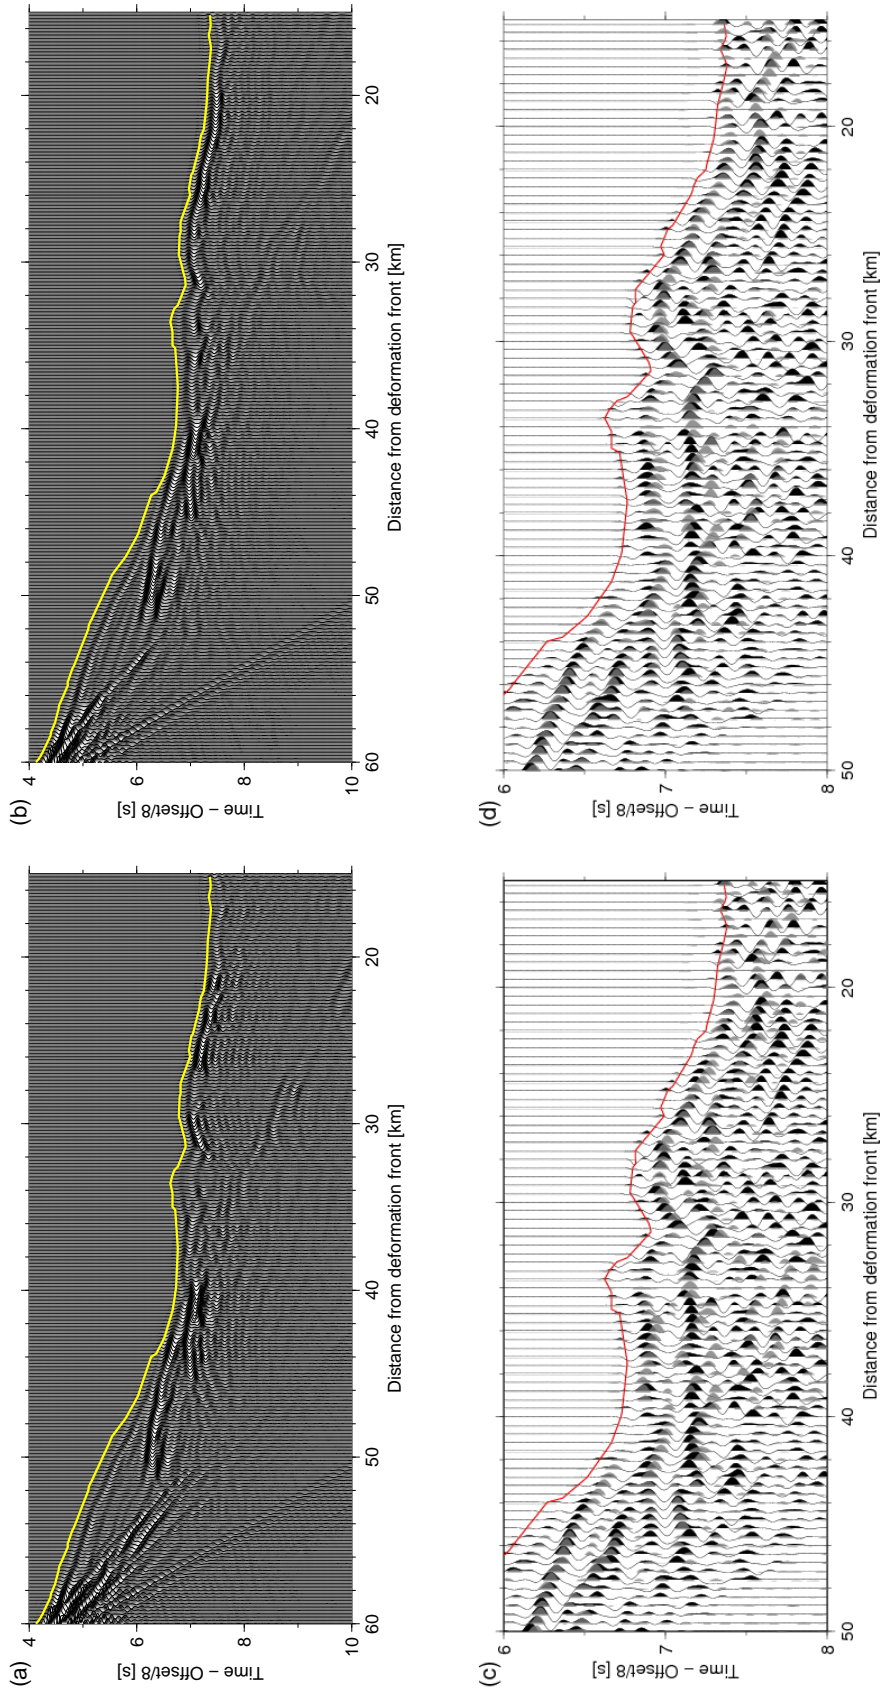 (a)
4
6
8
10
Time − Offset/8 [s]
60 50 40 30 20
Distance from deformation front [km]
(b)
4
6
8
10
Time − Offset/8 [s]
60 50 40 30 20
Distance from deformation front [km]
(c)
6
7
8
Time − Offset/8 [s]
50 40 30 20
Distance from deformation front [km]
(d)
6
7
8
Time − Offset/8 [s]
50 40 30 20
Distance from deformation front [km]